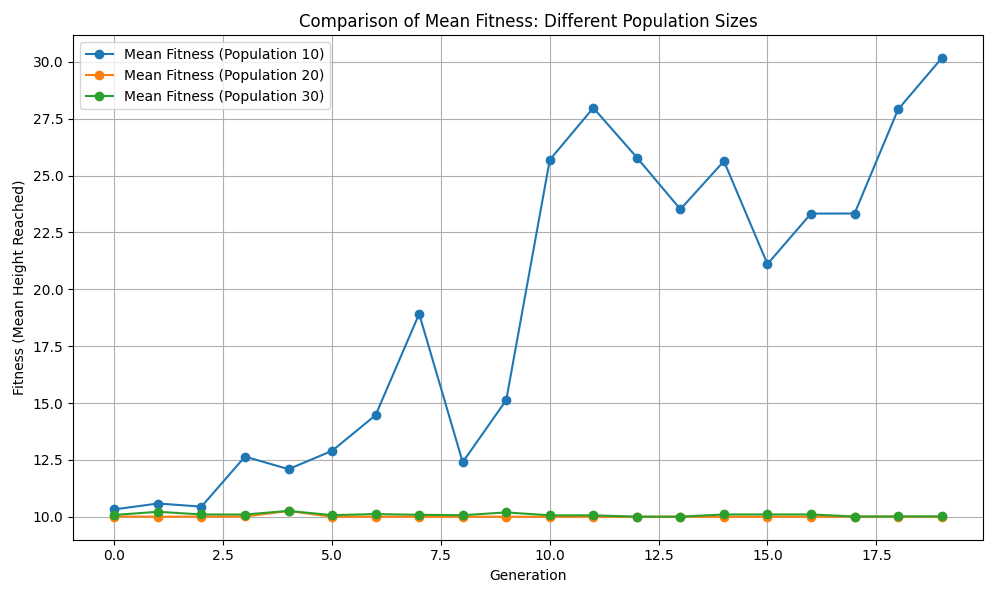 Comparison of Mean Fitness: Different Population Sizes
Mean Fitness (Population 10)
Mean Fitness (Population 20)
Mean Fitness (Population 30)
Fitness (Mean Height Reached)
30.0
27.5
25.0
22.5
20.0
17.5
15.0
12.5
10.0
0.0 2.5 5.0 7.5 10.0 12.5 15.0 17.5
Generation